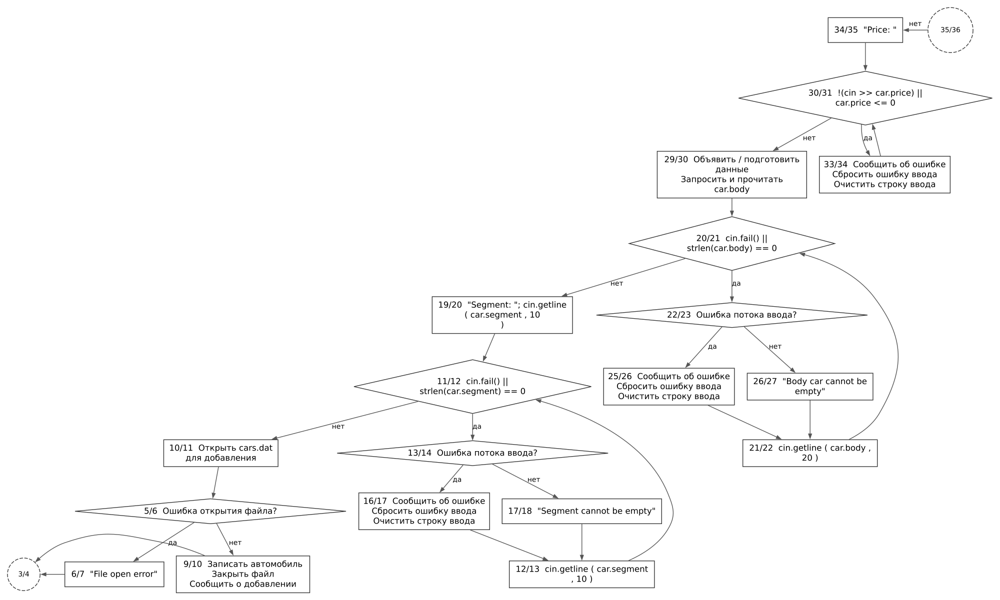 34/35  "Price: "
нет
35/36
30/31  !(cin >> car.price) ||
car.price <= 0
нет
да
29/30  Объявить / подготовить
данные
Запросить и прочитать
car.body
33/34  Сообщить об ошибке
Сбросить ошибку ввода
Очистить строку ввода
20/21  cin.fail() ||
strlen(car.body) == 0
нет
да
19/20  "Segment: "; cin.getline
( car.segment , 10
)
22/23  Ошибка потока ввода?
да
нет
25/26  Сообщить об ошибке
Сбросить ошибку ввода
Очистить строку ввода
26/27  "Body car cannot be
empty"
11/12  cin.fail() ||
strlen(car.segment) == 0
нет
да
21/22  cin.getline ( car.body ,
20 )
10/11  Открыть cars.dat
для добавления
13/14  Ошибка потока ввода?
да
нет
16/17  Сообщить об ошибке
Сбросить ошибку ввода
Очистить строку ввода
17/18  "Segment cannot be empty"
5/6  Ошибка открытия файла?
да
нет
3/4
6/7  "File open error"
9/10  Записать автомобиль
Закрыть файл
Сообщить о добавлении
12/13  cin.getline ( car.segment
, 10 )